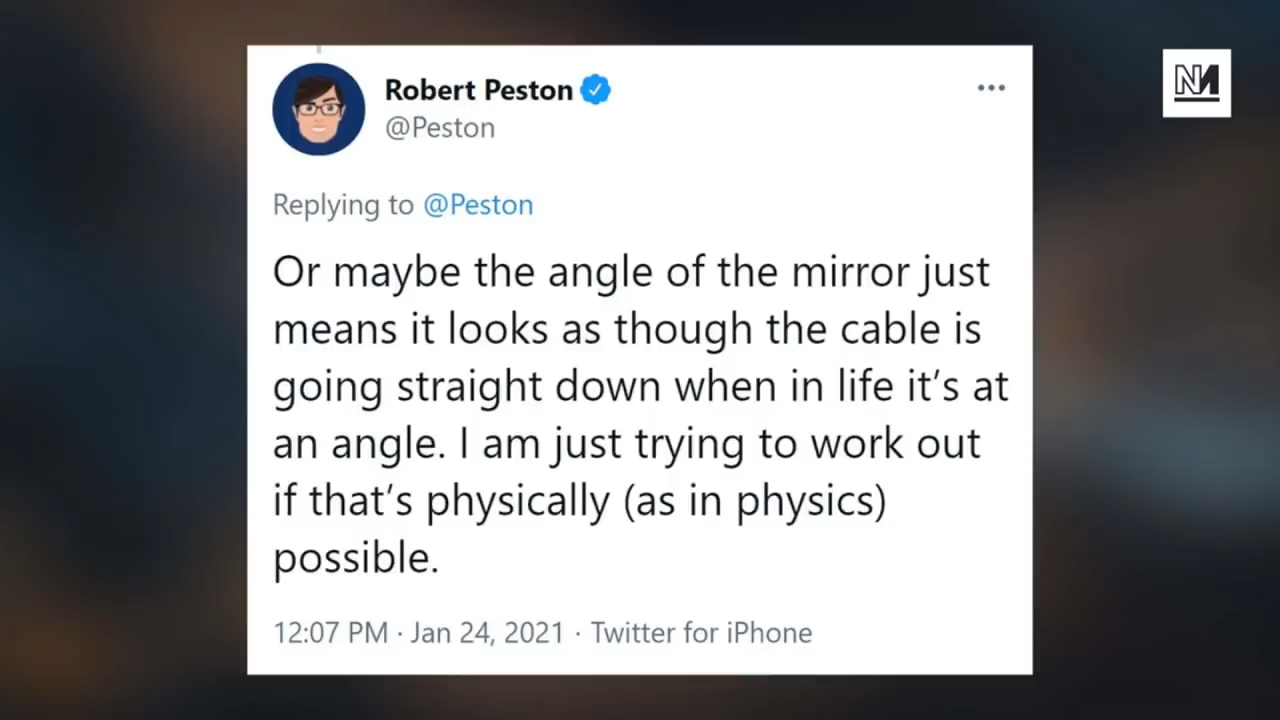 Robert Peston
@Peston
NM
Replying to @Peston
Or maybe the angle of the mirror just
means it looks as though the cable is
going straight down when in life it’s at
an angle. I am just trying to work out
if that’s physically (as in physics)
possible.
12:07 PM · Jan 24, 2021 · Twitter for iPhone